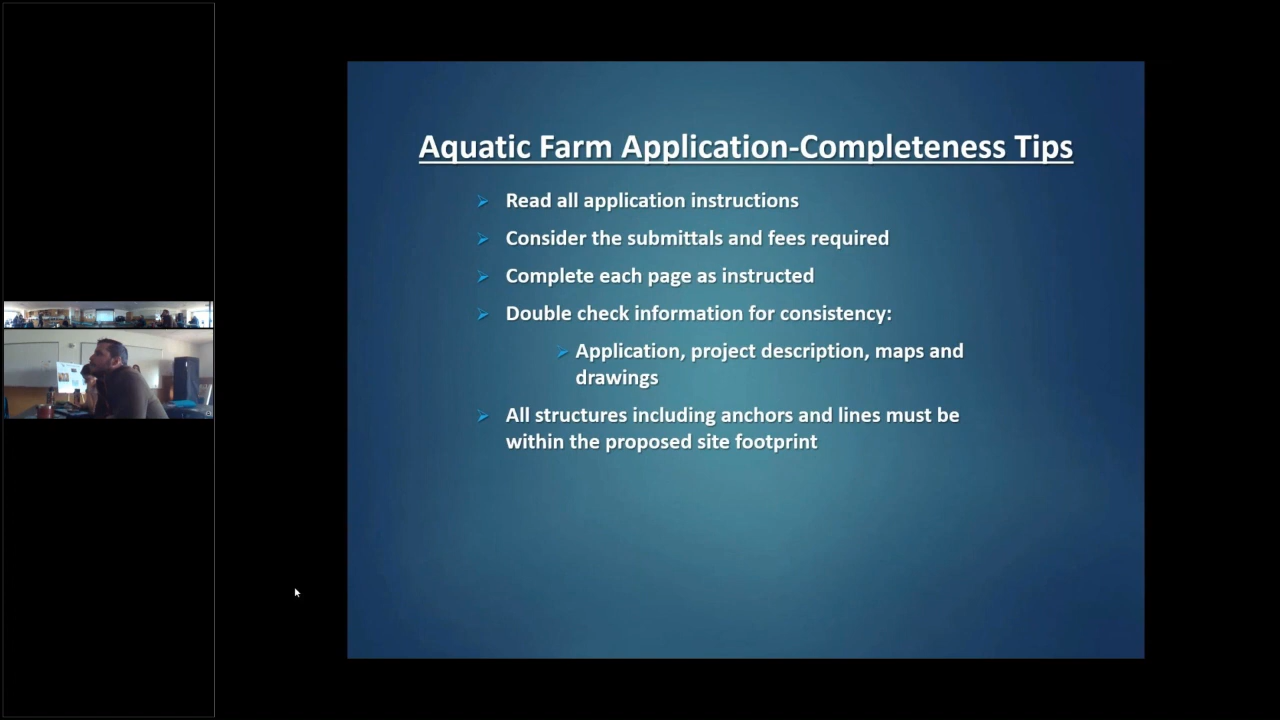 Aquatic Farm Application-Completeness Tips
Read all application instructions
Consider the submittals and fees required
Complete each page as instructed
Double check information for consistency:
Application, project description, maps and
drawings
All structures including anchors and lines must be
within the proposed site footprint